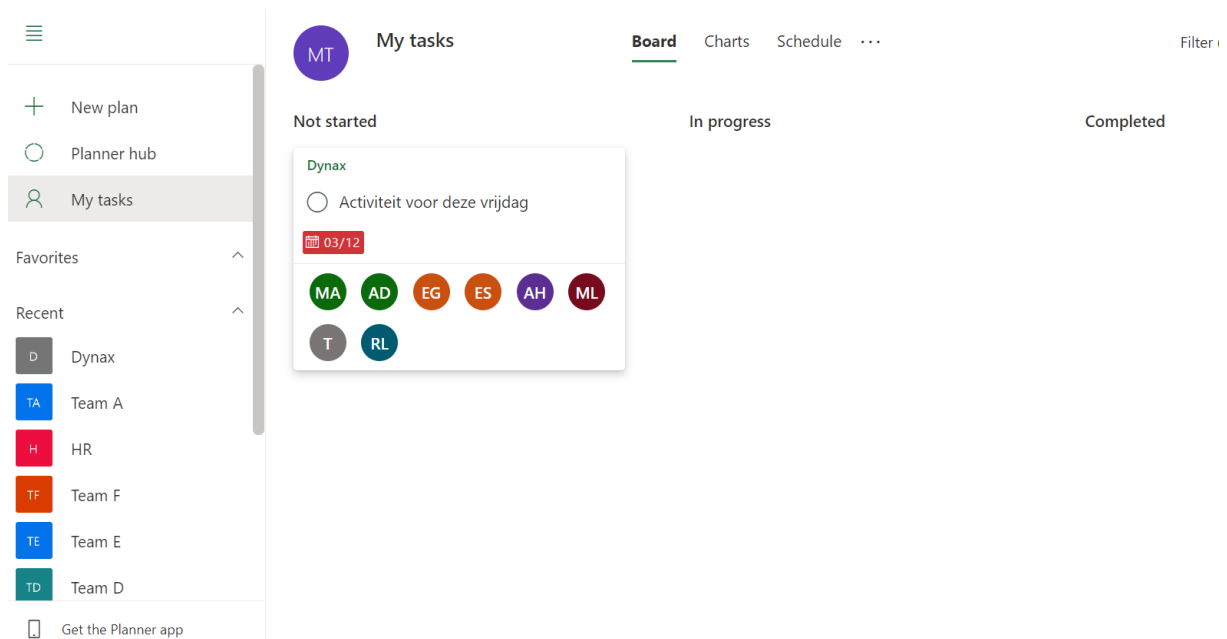 New plan
Planner hub
My tasks
Favorites
Recent
D Dynax
TA Team A
H HR
TF Team F
TE Team E
TD Team D
Get the Planner app
MT My tasks
Board Charts Schedule ...
Filter (
Not started
Dynax
Activiteit voor deze vrijdag
03/12
MA AD EG ES AH ML
T RL
In progress
Completed